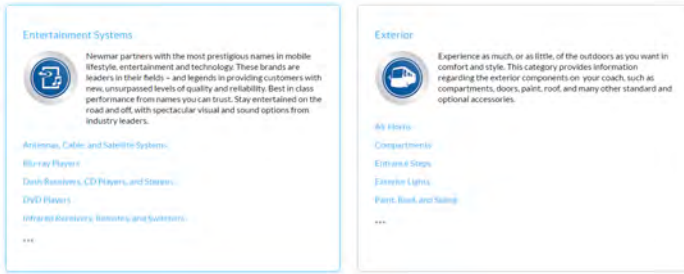 Entertainment Systems
Newmar partners with the most prestigious names in mobile
lifestyle, entertainment and technology. These brands are
leaders in their fields – and legends in providing customers with
new, unsurpassed levels of quality and reliability. Best in class
performance from names you can trust. Stay entertained on the
road and off, with spectacular visual and sound options from
industry leaders.
Antennas, Cable, and Satellite Systems
Blu-ray Players
Dash Receivers, CD Players, and Steppers
DVD Players
Infrared Receivers, Remotes, and Switchers
...
Exterior
Experience as much, or as little, of the outdoors as you want in
comfort and style. This category provides information
regarding the exterior components on your coach, such as
compartments, doors, paint, roof, and many other standard and
optional accessories.
Air Horns
Compartments
Entrance Steps
Exterior Lights
Paint, Roof, and Siding
...